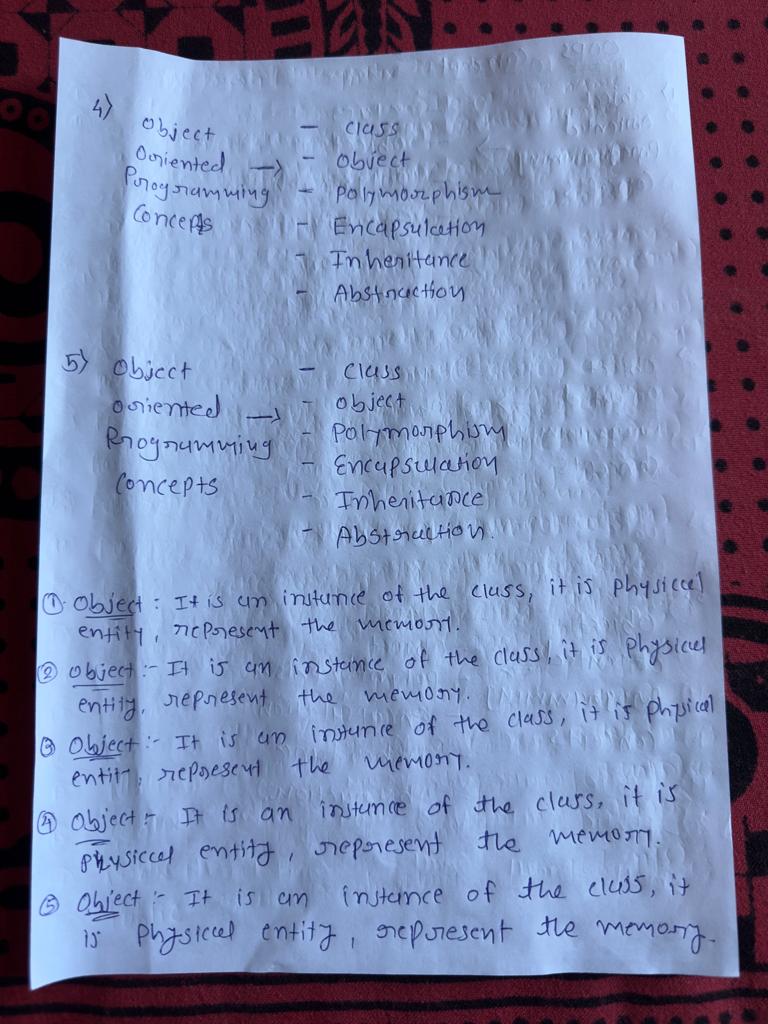 4)
Object - class
Ooriented → - object
Programming - Polymorphism
Concepts - Encapsulation
- Inheritance
- Abstraction
5) Object - class
ooriented → - object
Programming - Polymorphism
Concepts - Encapsulation
- Inheritance
- Abstraction.
① Object : It is an instance of the class, it is physical
entity, represent the memory.
② object :- It is an instance of the class, it is physical
entity, represent the memory.
③ Object :- It is an instance of the class, it is physical
entity, represent the memory.
④ Object :- It is an instance of the class, it is
physical entity, represent the memory.
⑤ Object :- It is an instance of the class, it
is physical entity, represent the memory.